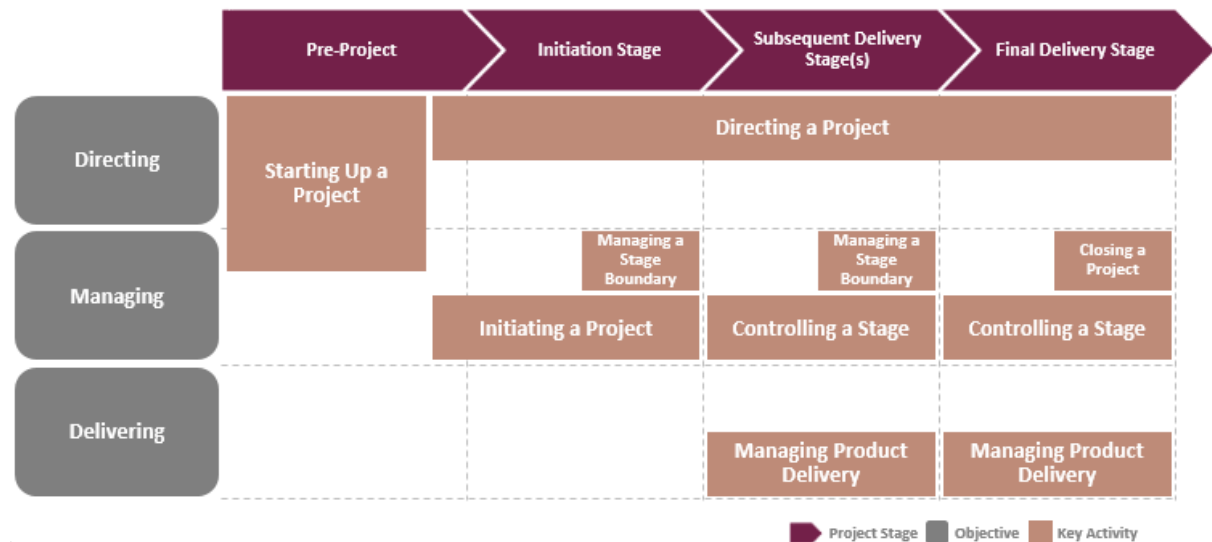 Pre-Project
Initiation Stage
Subsequent Delivery
Stage(s)
Final Delivery Stage
Directing
Starting Up a
Project
Directing a Project
Managing
Managing a
Stage
Boundary
Managing a
Stage
Boundary
Closing a
Project
Initiating a Project
Controlling a Stage
Controlling a Stage
Delivering
Managing Product
Delivery
Managing Product
Delivery
Project Stage
Objective
Key Activity